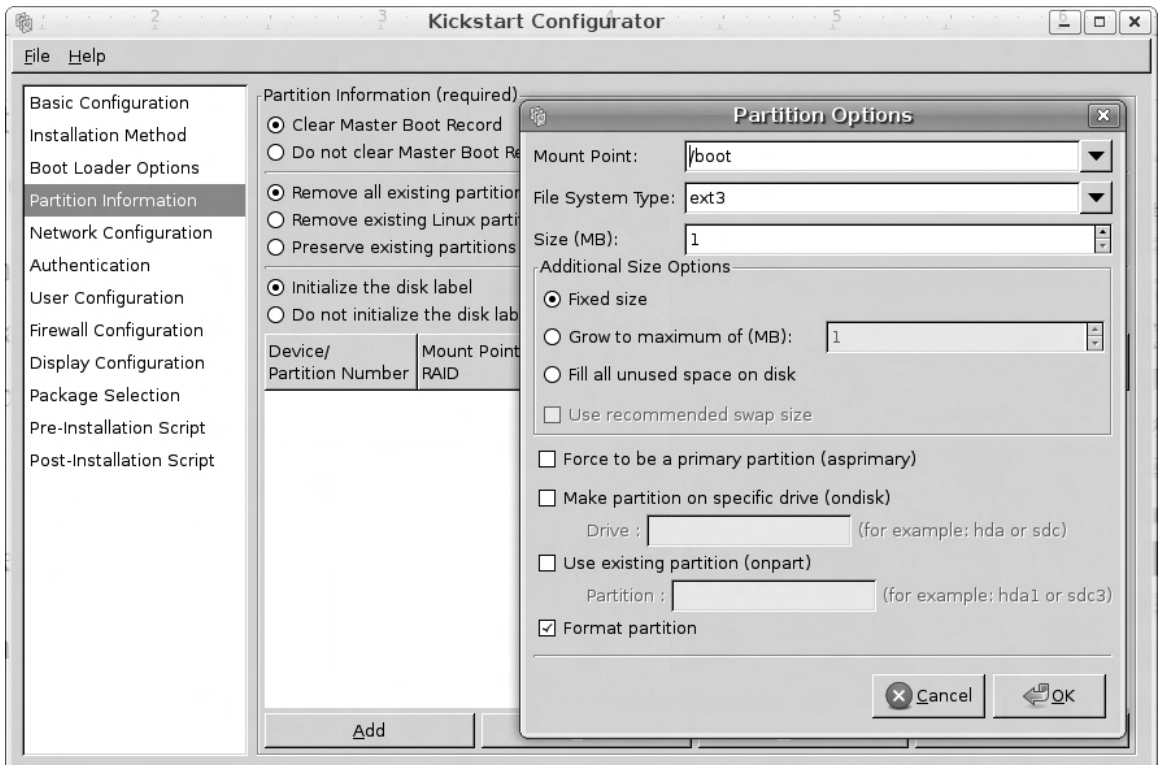 Kickstart Configurator
File Help
Basic Configuration
Installation Method
Boot Loader Options
Partition Information
Network Configuration
Authentication
User Configuration
Firewall Configuration
Display Configuration
Package Selection
Pre-Installation Script
Post-Installation Script
Partition Information (required)
Clear Master Boot Record
Do not clear Master Boot Re
Remove all existing partition
Remove existing Linux parti
Preserve existing partitions
Initialize the disk label
Do not initialize the disk lab
Device/
Partition Number
Mount Point
RAID
Add
Partition Options
Mount Point: /boot
File System Type: ext3
Size (MB): 1
Additional Size Options
Fixed size
Grow to maximum of (MB): 1
Fill all unused space on disk
Use recommended swap size
Force to be a primary partition (asprimary)
Make partition on specific drive (ondisk)
Drive : (for example: hda or sdc)
Use existing partition (onpart)
Partition : (for example: hda1 or sdc3)
Format partition
Cancel
OK